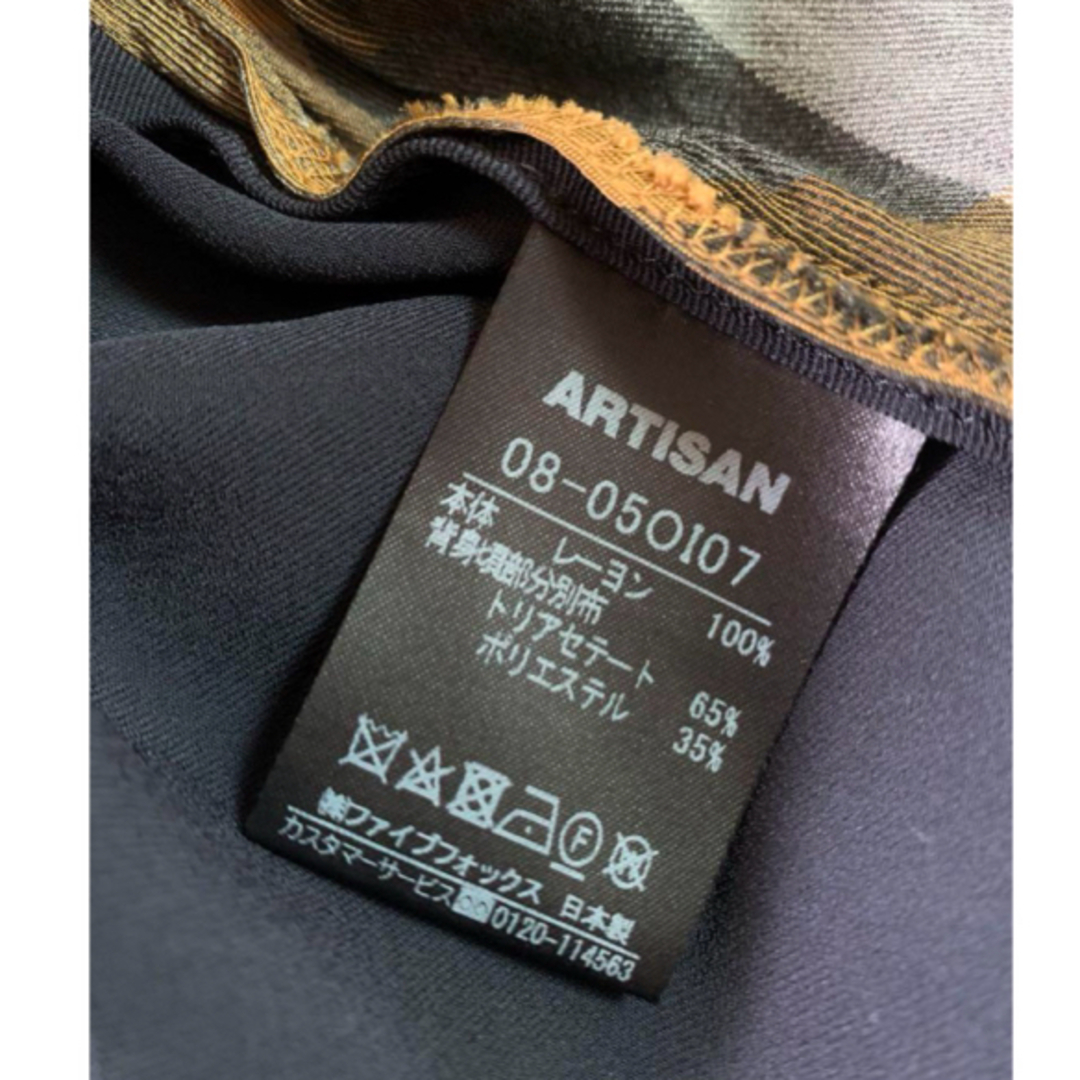 ARTISAN
08-05OI07
本体
レーヨン 100%
背身頃部分別布
トリアセテート 65%
ポリエステル 35%
F
㈱ファイブフォックス 日本製
カスタマーサービス 0120-114563